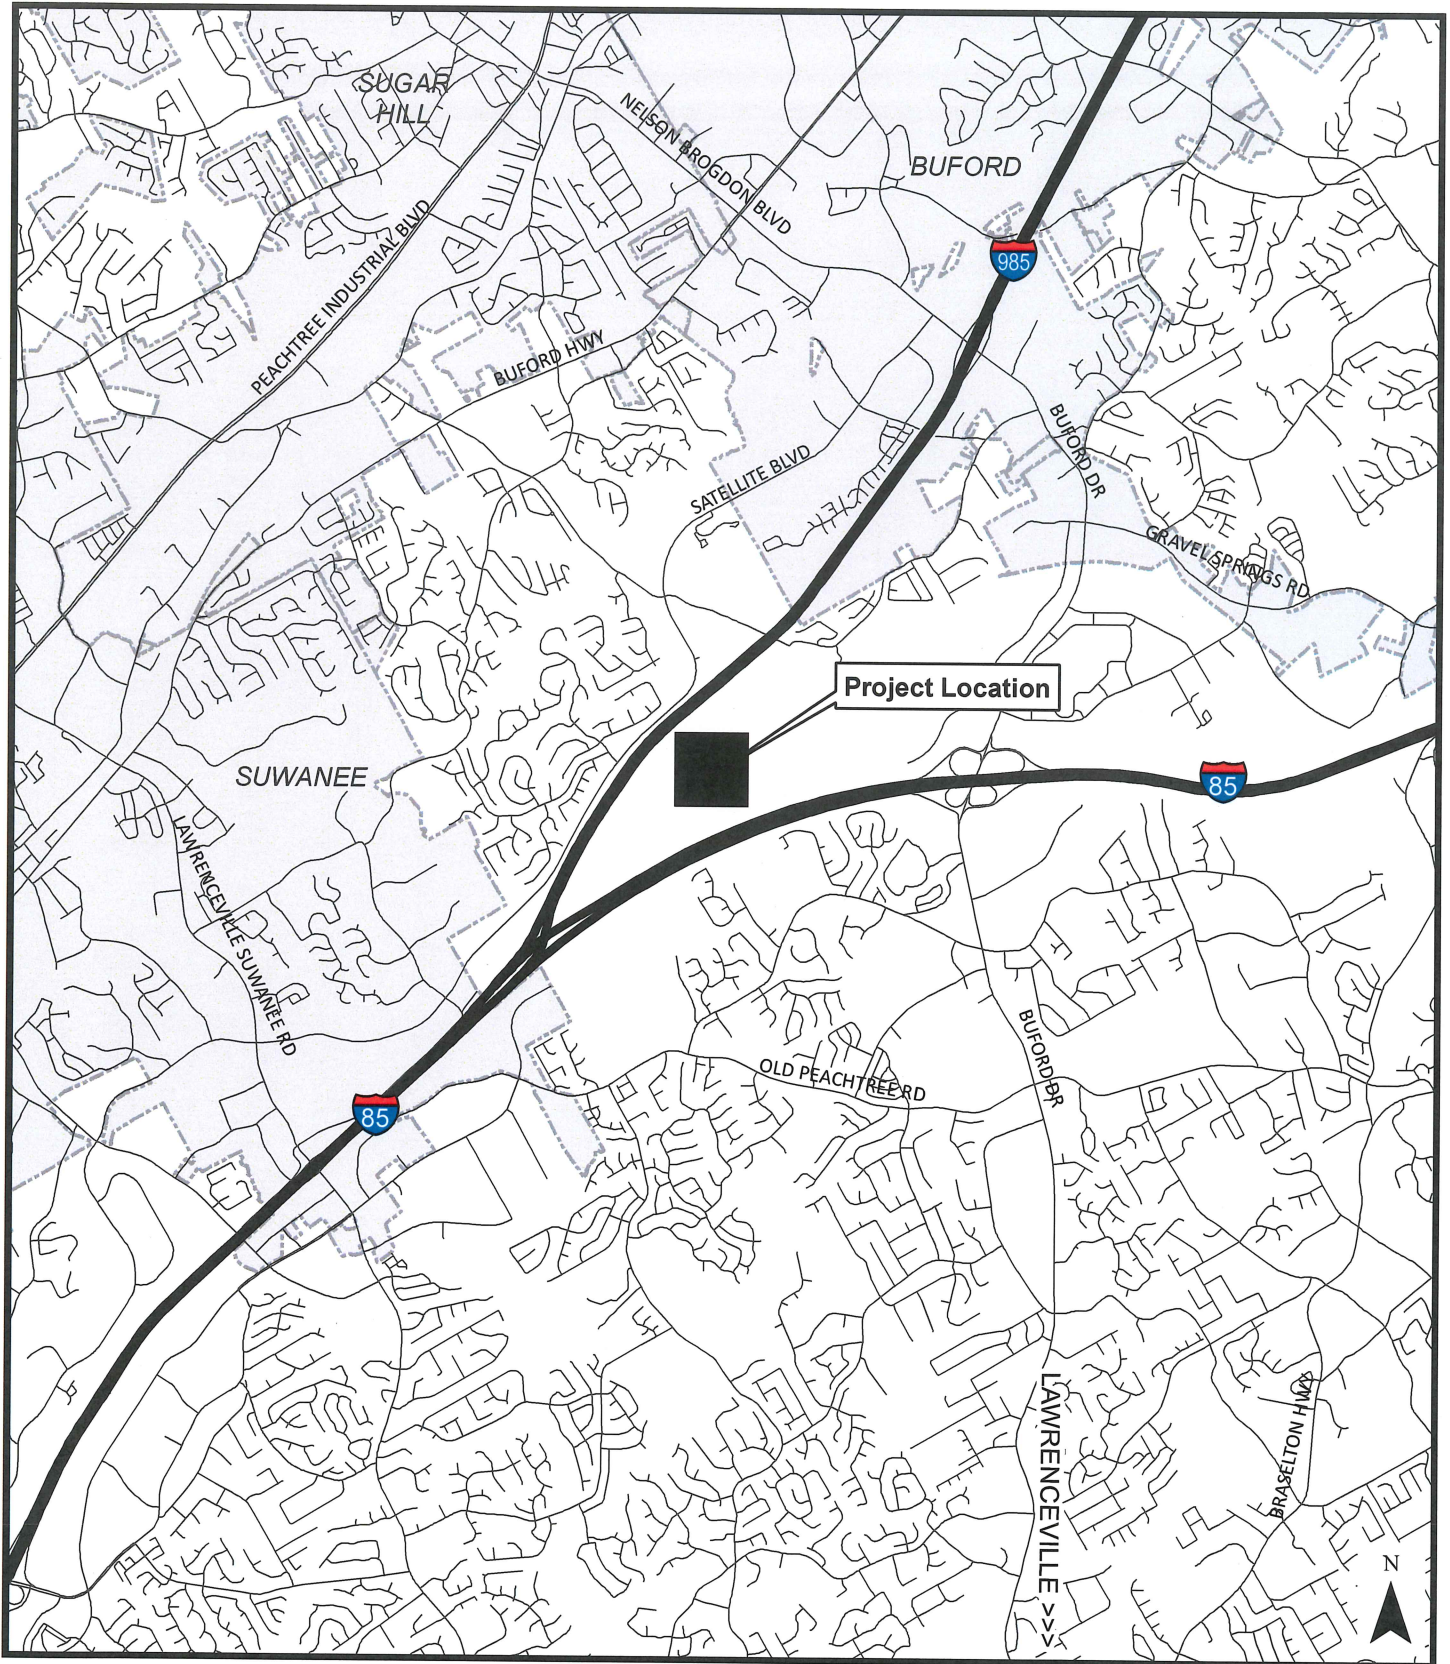 SUGAR
HILL
NELSON BROGDON BLVD
BUFORD
985
PEACHTREE INDUSTRIAL BLVD
BUFORD HWY
BUFORD DR
SATELLITE BLVD
GRAVEL SPRINGS RD
Project Location
SUWANEE
85
LAWRENCEVILLE SUWANEE RD
BUFORD DR
OLD PEACHTREE RD
85
LAWRENCEVILLE >>>
BRASELTON HWY
N